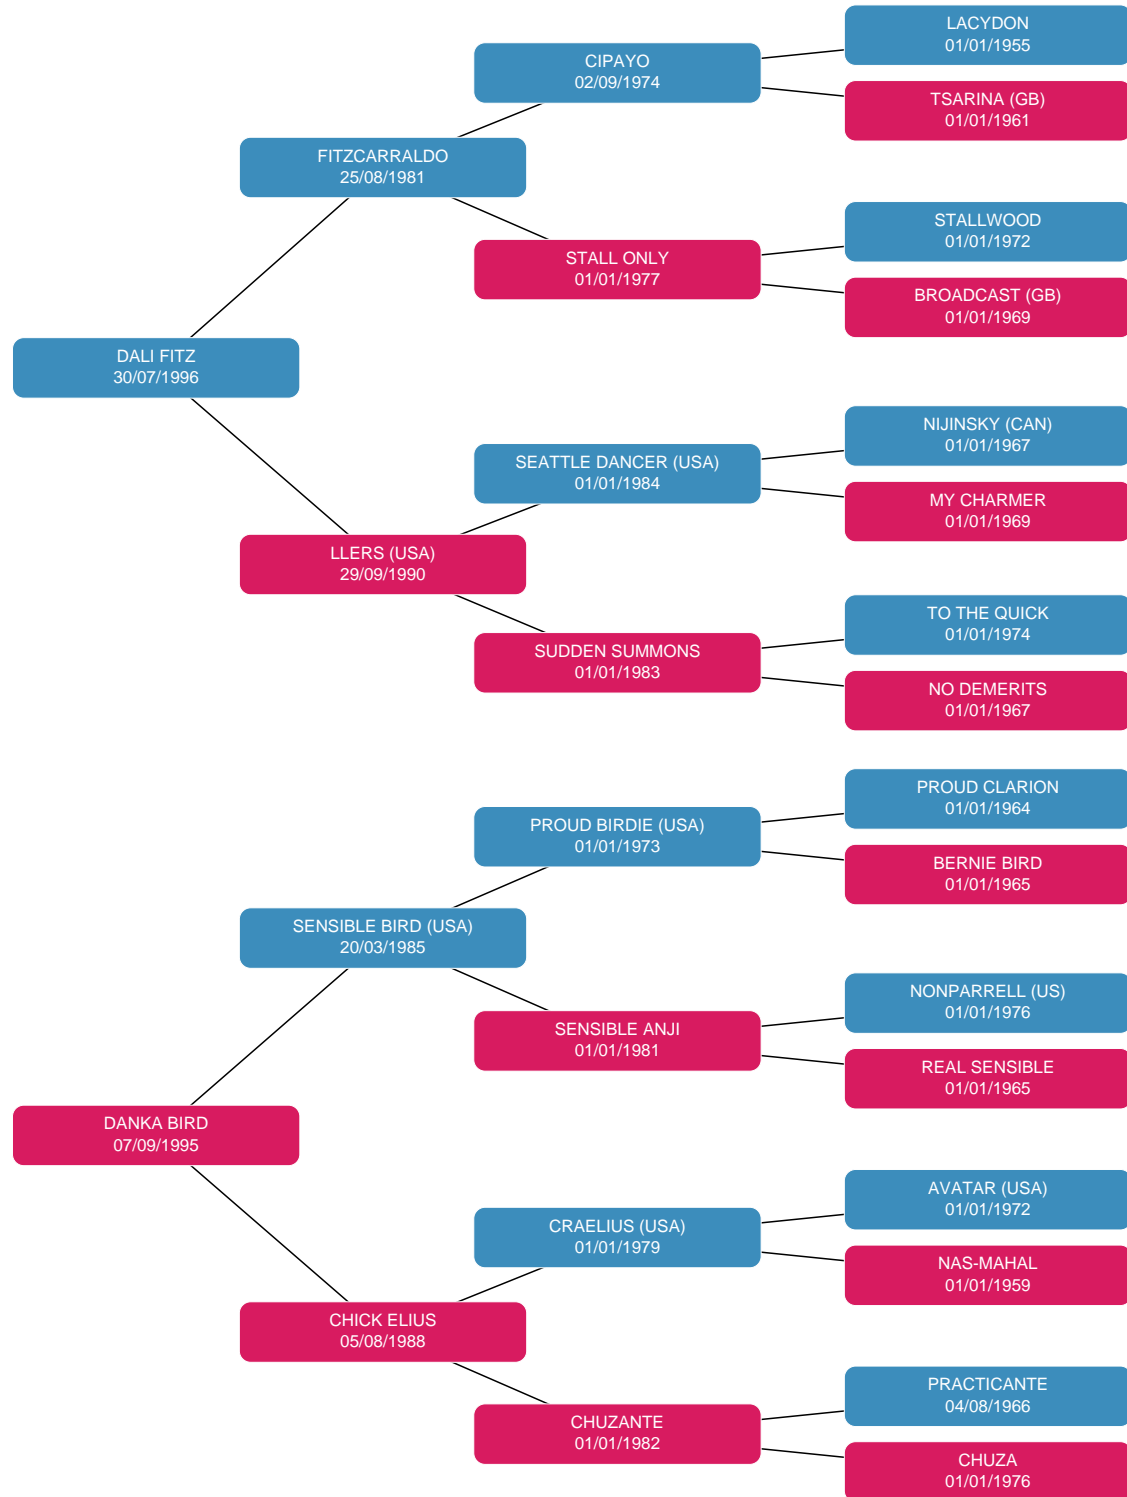 LACYDON
01/01/1955
CIPAYO
02/09/1974
TSARINA (GB)
01/01/1961
FITZCARRALDO
25/08/1981
STALLWOOD
01/01/1972
STALL ONLY
01/01/1977
BROADCAST (GB)
01/01/1969
DALI FITZ
30/07/1996
NIJINSKY (CAN)
01/01/1967
SEATTLE DANCER (USA)
01/01/1984
MY CHARMER
01/01/1969
LLERS (USA)
29/09/1990
TO THE QUICK
01/01/1974
SUDDEN SUMMONS
01/01/1983
NO DEMERITS
01/01/1967
PROUD CLARION
01/01/1964
PROUD BIRDIE (USA)
01/01/1973
BERNIE BIRD
01/01/1965
SENSIBLE BIRD (USA)
20/03/1985
NONPARRELL (US)
01/01/1976
SENSIBLE ANJI
01/01/1981
REAL SENSIBLE
01/01/1965
DANKA BIRD
07/09/1995
AVATAR (USA)
01/01/1972
CRAELIUS (USA)
01/01/1979
NAS-MAHAL
01/01/1959
CHICK ELIUS
05/08/1988
PRACTICANTE
04/08/1966
CHUZANTE
01/01/1982
CHUZA
01/01/1976